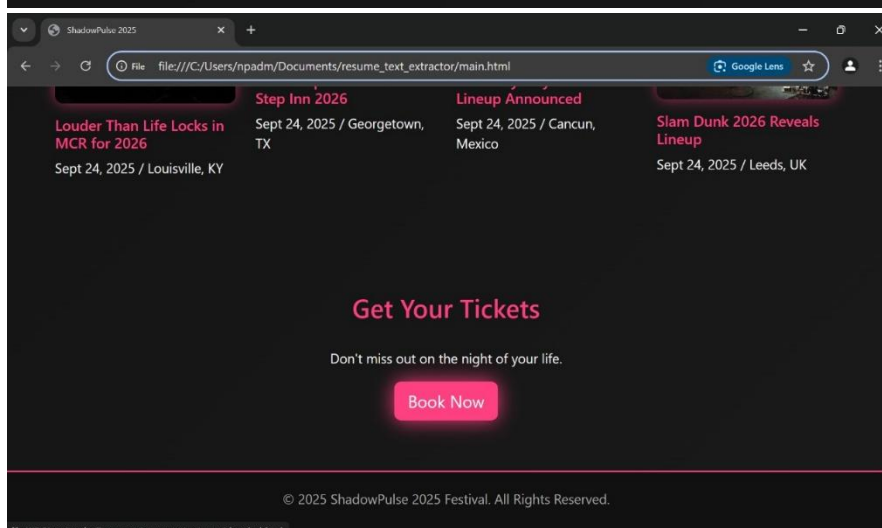 ShadowPulse 2025
File file:///C:/Users/npadm/Documents/resume_text_extractor/main.html Google Lens
Louder Than Life Locks in
MCR for 2026
Sept 24, 2025 / Louisville, KY
Step Inn 2026
Sept 24, 2025 / Georgetown,
TX
Lineup Announced
Sept 24, 2025 / Cancun,
Mexico
Slam Dunk 2026 Reveals
Lineup
Sept 24, 2025 / Leeds, UK
Get Your Tickets
Don't miss out on the night of your life.
Book Now
© 2025 ShadowPulse 2025 Festival. All Rights Reserved.